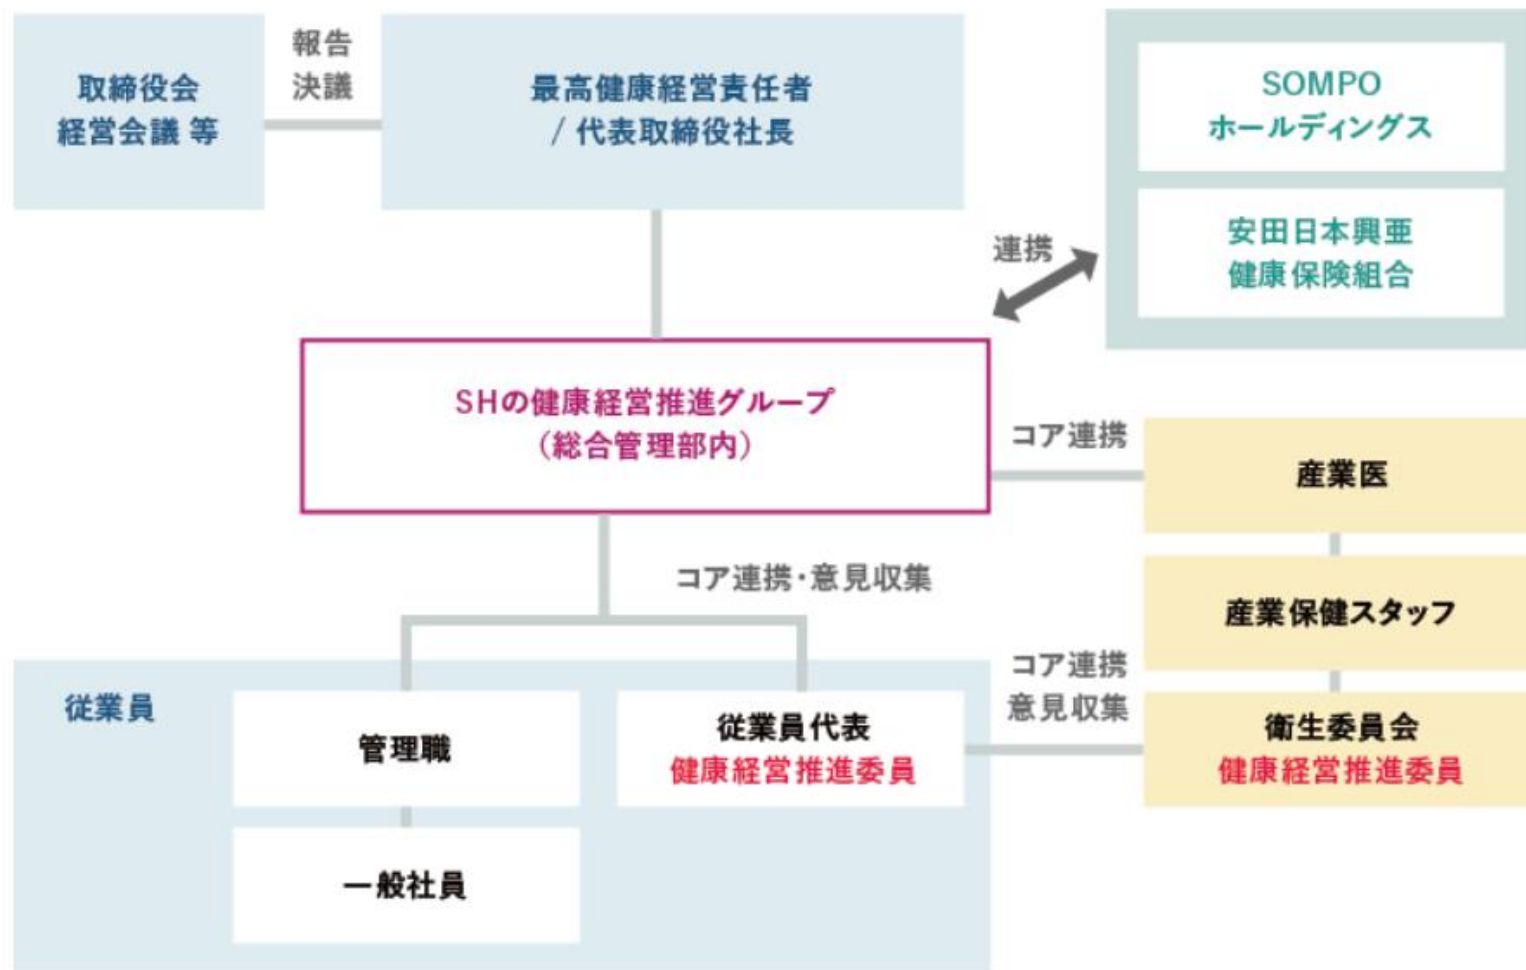 取締役会
経営会議 等
報告
決議
最高健康経営責任者
/ 代表取締役社長
SOMPO
ホールディングス
安田日本興亜
健康保険組合
連携
SHの健康経営推進グループ
（総合管理部内）
コア連携
産業医
コア連携・意見収集
産業保健スタッフ
コア連携
意見収集
従業員
管理職
従業員代表
健康経営推進委員
衛生委員会
健康経営推進委員
一般社員